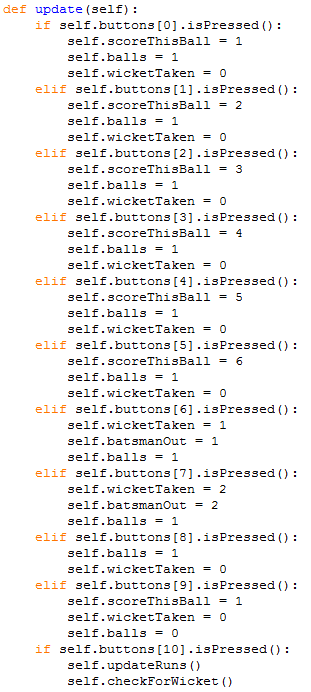 def update(self):
    if self.buttons[0].isPressed():
        self.scoreThisBall = 1
        self.balls = 1
        self.wicketTaken = 0
    elif self.buttons[1].isPressed():
        self.scoreThisBall = 2
        self.balls = 1
        self.wicketTaken = 0
    elif self.buttons[2].isPressed():
        self.scoreThisBall = 3
        self.balls = 1
        self.wicketTaken = 0
    elif self.buttons[3].isPressed():
        self.scoreThisBall = 4
        self.balls = 1
        self.wicketTaken = 0
    elif self.buttons[4].isPressed():
        self.scoreThisBall = 5
        self.balls = 1
        self.wicketTaken = 0
    elif self.buttons[5].isPressed():
        self.scoreThisBall = 6
        self.balls = 1
        self.wicketTaken = 0
    elif self.buttons[6].isPressed():
        self.wicketTaken = 1
        self.batsmanOut = 1
        self.balls = 1
    elif self.buttons[7].isPressed():
        self.wicketTaken = 2
        self.batsmanOut = 2
        self.balls = 1
    elif self.buttons[8].isPressed():
        self.balls = 1
        self.wicketTaken = 0
    elif self.buttons[9].isPressed():
        self.scoreThisBall = 1
        self.wicketTaken = 0
        self.balls = 0
    if self.buttons[10].isPressed():
        self.updateRuns()
        self.checkForWicket()